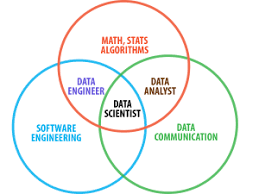 MATH, STATS
ALGORITHMS
DATA
ENGINEER
DATA
ANALYST
DATA
SCIENTIST
SOFTWARE
ENGINEERING
DATA
COMMUNICATION